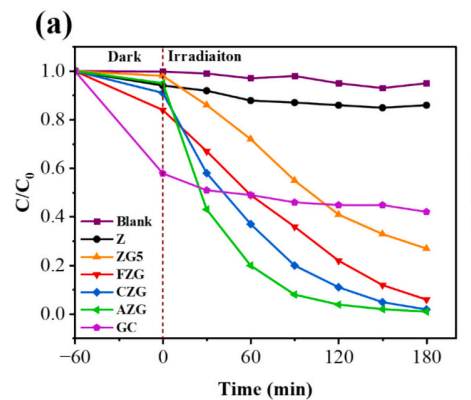 (a)
Dark Irradiaiton
1.0
0.8
0.6
0.4
0.2
0.0
C/C₀
Blank
Z
ZG5
FZG
CZG
AZG
GC
−60 0 60 120 180
Time (min)